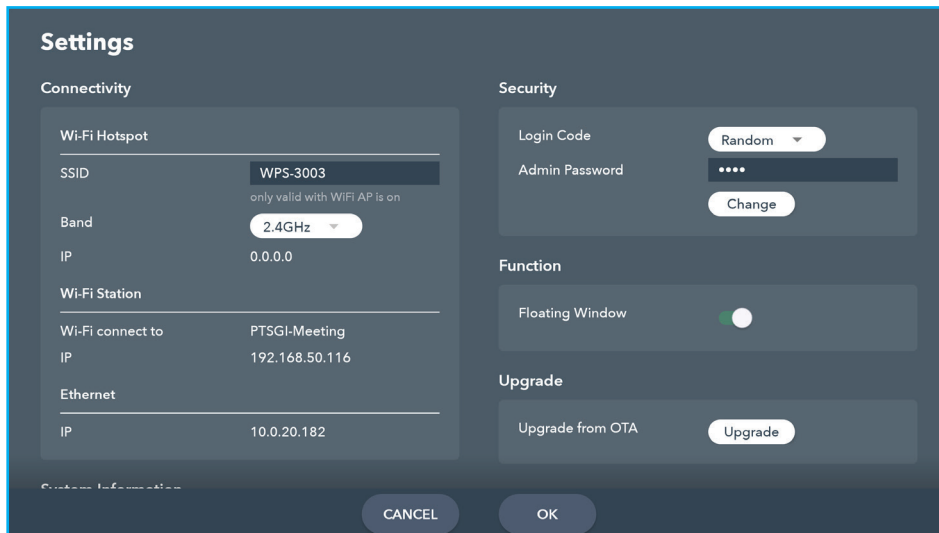 Settings
Connectivity
Wi-Fi Hotspot
SSID WPS-3003
only valld with WiFi AP is on
Band 2.4GHz
IP 0.0.0.0
Wi-Fi Station
Wi-Fi connect to PTSGI-Meeting
IP 192.168.50.116
Ethernet
IP 10.0.20.182
System Information
Security
Login Code Random
Admin Password ••••
Change
Function
Floating Window
Upgrade
Upgrade from OTA Upgrade
CANCEL OK